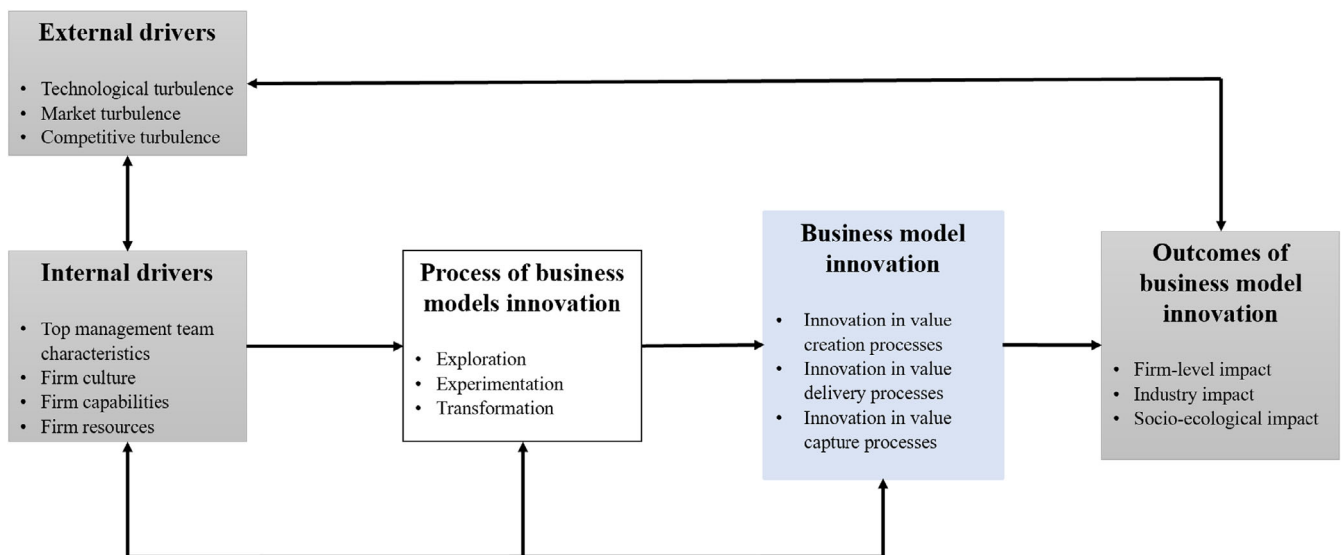 External drivers
• Technological turbulence
• Market turbulence
• Competitive turbulence
Internal drivers
• Top management team
characteristics
• Firm culture
• Firm capabilities
• Firm resources
Process of business
models innovation
• Exploration
• Experimentation
• Transformation
Business model
innovation
• Innovation in value
creation processes
• Innovation in value
delivery processes
• Innovation in value
capture processes
Outcomes of
business model
innovation
• Firm-level impact
• Industry impact
• Socio-ecological impact